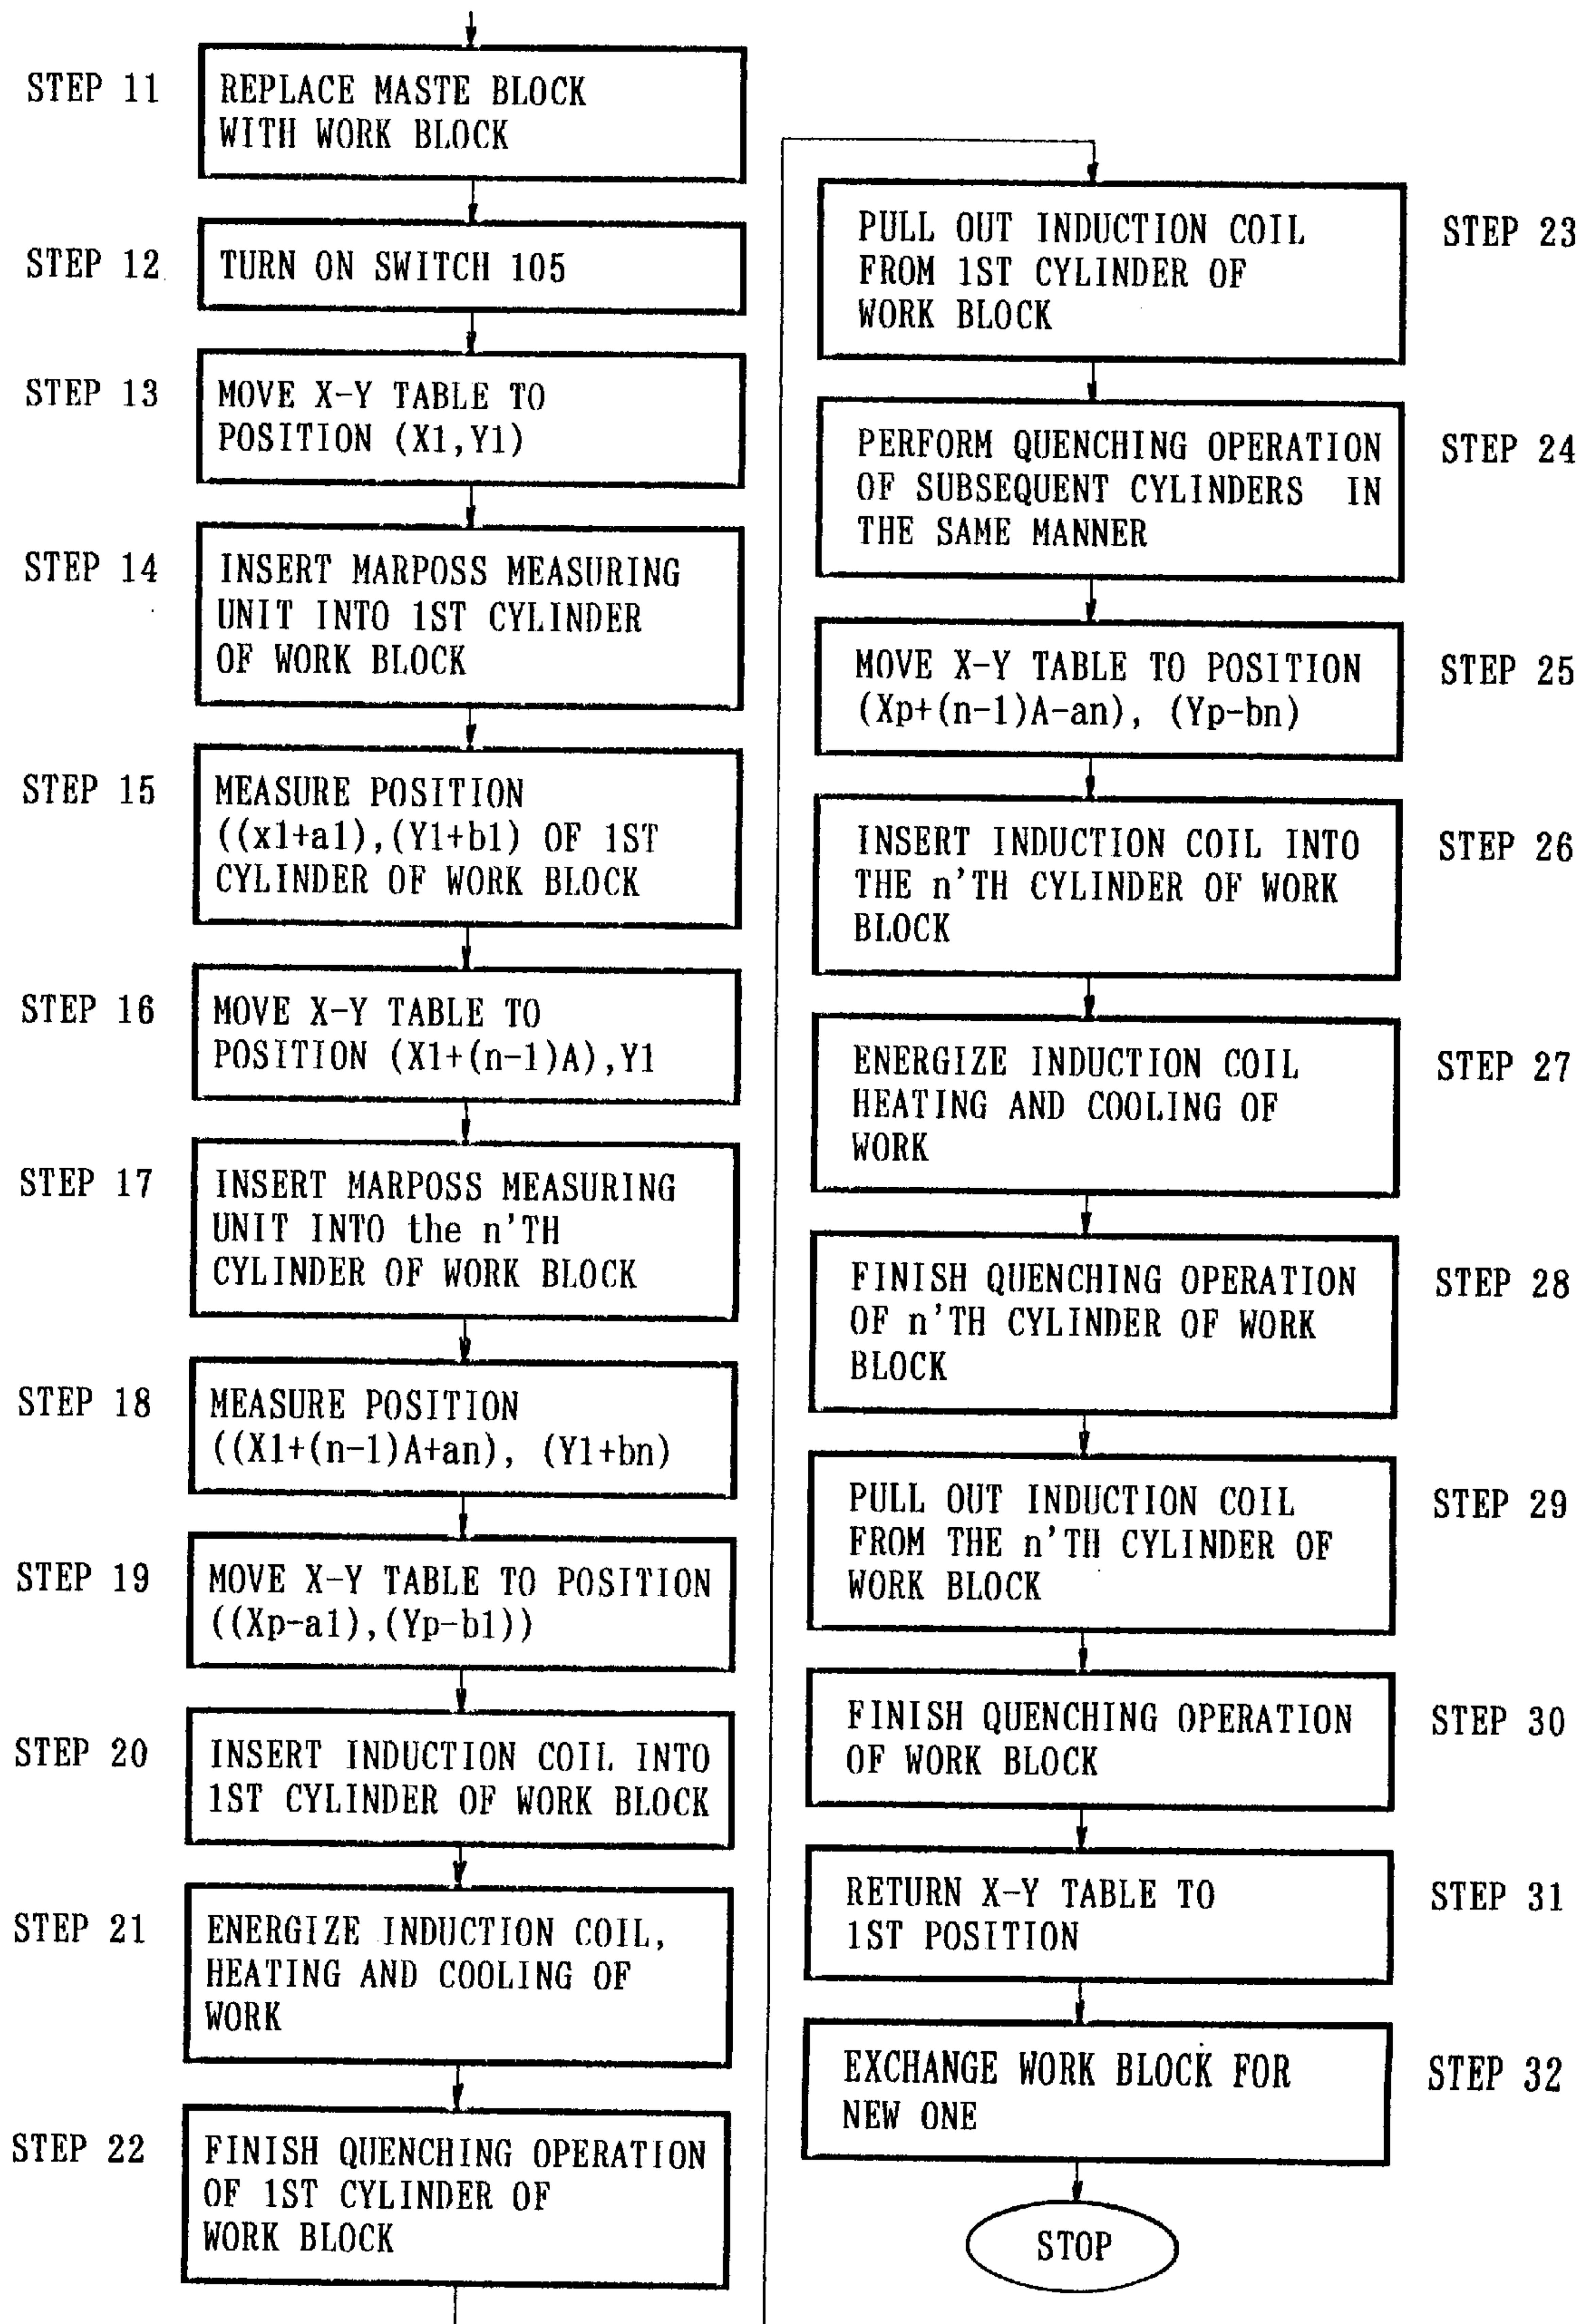 STEP 11
REPLACE MASTE BLOCK
WITH WORK BLOCK
STEP 12
TURN ON SWITCH 105
STEP 13
MOVE X-Y TABLE TO
POSITION (X1,Y1)
STEP 14
INSERT MARPOSS MEASURING
UNIT INTO 1ST CYLINDER
OF WORK BLOCK
STEP 15
MEASURE POSITION
((x1+a1),(Y1+b1) OF 1ST
CYLINDER OF WORK BLOCK
STEP 16
MOVE X-Y TABLE TO
POSITION (X1+(n-1)A),Y1
STEP 17
INSERT MARPOSS MEASURING
UNIT INTO the n'TH
CYLINDER OF WORK BLOCK
STEP 18
MEASURE POSITION
((X1+(n-1)A+an), (Y1+bn)
STEP 19
MOVE X-Y TABLE TO POSITION
((Xp-a1),(Yp-b1))
STEP 20
INSERT INDUCTION COIL INTO
1ST CYLINDER OF WORK BLOCK
STEP 21
ENERGIZE INDUCTION COIL,
HEATING AND COOLING OF
WORK
STEP 22
FINISH QUENCHING OPERATION
OF 1ST CYLINDER OF
WORK BLOCK
STEP 23
PULL OUT INDUCTION COIL
FROM 1ST CYLINDER OF
WORK BLOCK
STEP 24
PERFORM QUENCHING OPERATION
OF SUBSEQUENT CYLINDERS IN
THE SAME MANNER
STEP 25
MOVE X-Y TABLE TO POSITION
(Xp+(n-1)A-an), (Yp-bn)
STEP 26
INSERT INDUCTION COIL INTO
THE n'TH CYLINDER OF WORK
BLOCK
STEP 27
ENERGIZE INDUCTION COIL
HEATING AND COOLING OF
WORK
STEP 28
FINISH QUENCHING OPERATION
OF n'TH CYLINDER OF WORK
BLOCK
STEP 29
PULL OUT INDUCTION COIL
FROM THE n'TH CYLINDER OF
WORK BLOCK
STEP 30
FINISH QUENCHING OPERATION
OF WORK BLOCK
STEP 31
RETURN X-Y TABLE TO
1ST POSITION
STEP 32
EXCHANGE WORK BLOCK FOR
NEW ONE
STOP